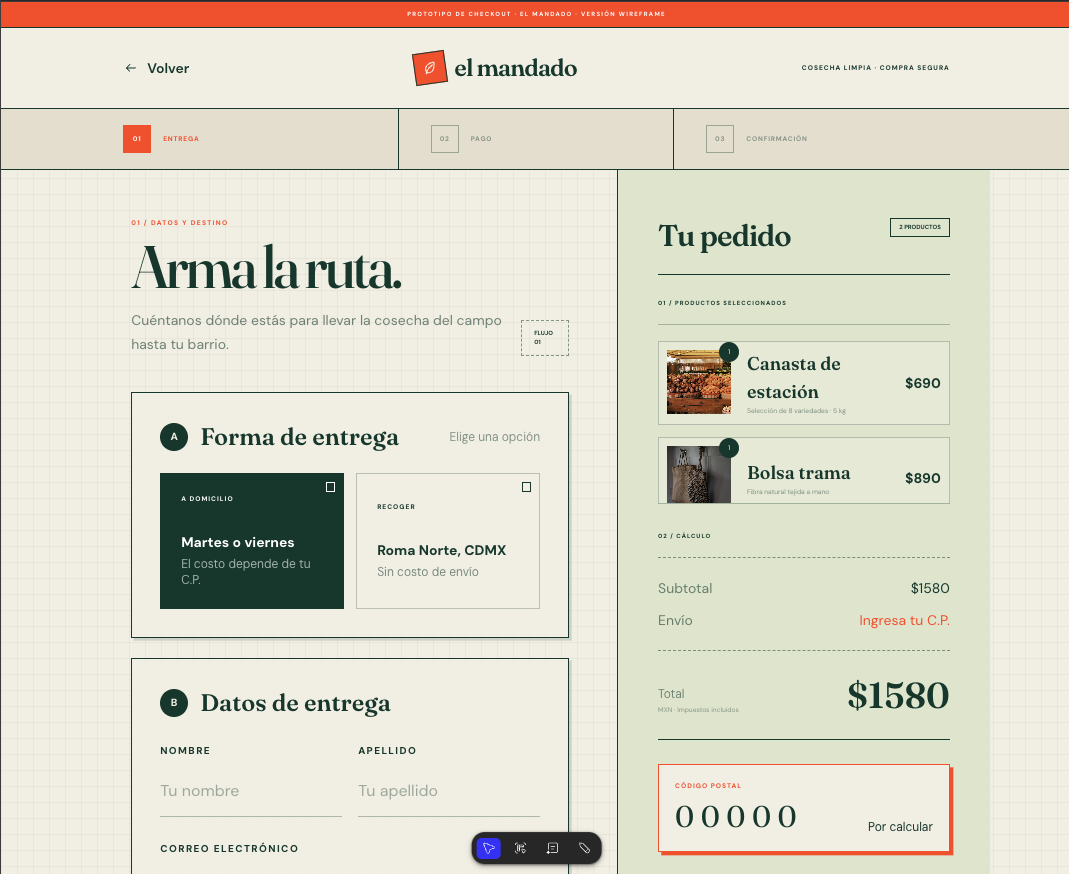 PROTOTIPO DE CHECKOUT · EL MANDADO · VERSIÓN WIREFRAME
← Volver
el mandado
COSECHA LIMPIA · COMPRA SEGURA
01 ENTREGA
02 PAGO
03 CONFIRMACIÓN
01 / DATOS Y DESTINO
Arma la ruta.
Cuéntanos dónde estás para llevar la cosecha del campo
hasta tu barrio.
FLUJO
01
A Forma de entrega
Elige una opción
A DOMICILIO
Martes o viernes
El costo depende de tu
C.P.
RECOGER
Roma Norte, CDMX
Sin costo de envío
B Datos de entrega
NOMBRE
Tu nombre
APELLIDO
Tu apellido
CORREO ELECTRÓNICO
Tu pedido
2 PRODUCTOS
01 / PRODUCTOS SELECCIONADOS
1
Canasta de
estación
Selección de 8 variedades · 5 kg
$690
1
Bolsa trama
Fibra natural tejida a mano
$890
02 / CÁLCULO
Subtotal $1580
Envío Ingresa tu C.P.
Total
MXN · Impuestos incluidos
$1580
CÓDIGO POSTAL
00000
Por calcular